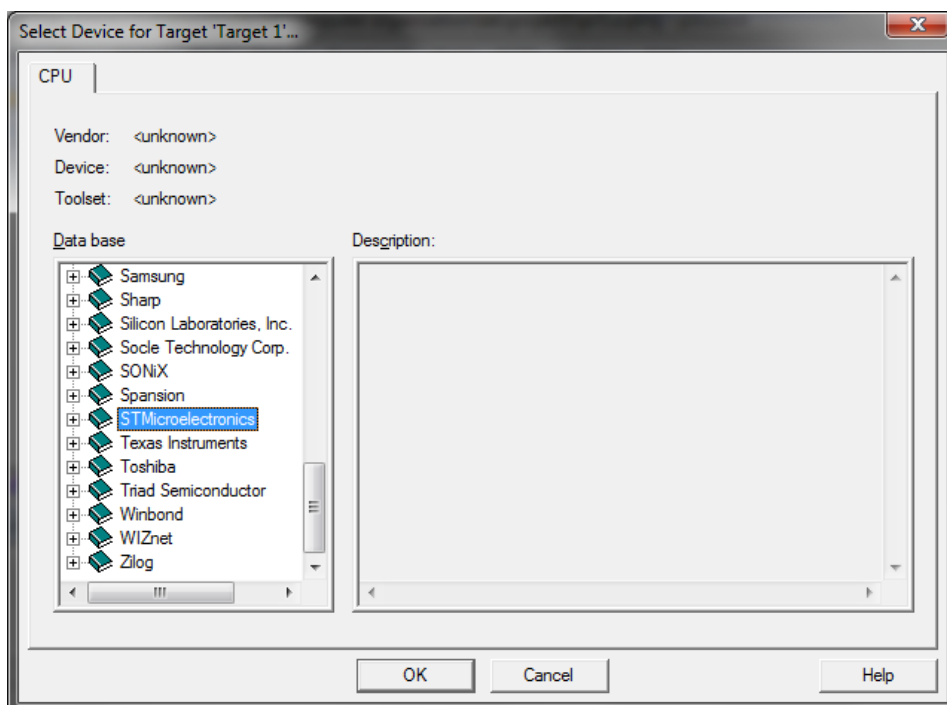 Select Device for Target 'Target 1'...
CPU
Vendor: <unknown>
Device: <unknown>
Toolset: <unknown>
Data base
Description:
Samsung
Sharp
Silicon Laboratories, Inc.
Socle Technology Corp.
SONiX
Spansion
STMicroelectronics
Texas Instruments
Toshiba
Triad Semiconductor
Winbond
WIZnet
Zilog
OK
Cancel
Help